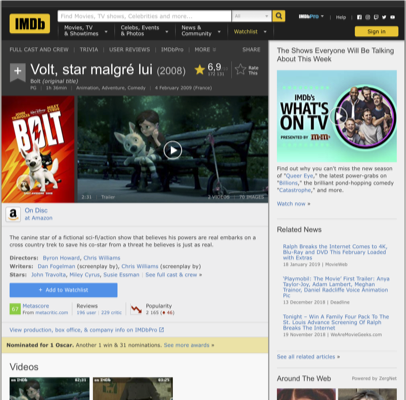 IMDb
Find Movies, TV shows, Celebrities and more...
All
IMDbPro
Help
Movies, TV
& Showtimes
Celebs, Events
& Photos
News &
Community
Watchlist
Sign in
FULL CAST AND CREW | TRIVIA | USER REVIEWS | IMDbPro | MORE
SHARE
Volt, star malgré lui (2008)
Bolt (original title)
PG | 1h 36min | Animation, Adventure, Comedy | 4 February 2009 (France)
6,9
Rate
This
BOLT
2:31 | Trailer
On Disc
at Amazon
The canine star of a fictional sci-fi/action show that believes his powers are real embarks on a
cross country trek to save his co-star from a threat he believes is just as real.
Directors: Byron Howard, Chris Williams
Writers: Dan Fogelman (screenplay by), Chris Williams (screenplay by)
Stars: John Travolta, Miley Cyrus, Susie Essman | See full cast & crew »
+ Add to Watchlist
67
Metascore
From metacritic.com
Reviews
196 user | 229 critic
Popularity
2 165 (46)
View production, box office, & company info on IMDbPro
Nominated for 1 Oscar. Another 1 win & 31 nominations. See more awards »
Videos
The Shows Everyone Will Be Talking
About This Week
IMDb's
WHAT'S
ON TV
PRESENTED BY m&m's
Find out why you can't miss the new season
of "Queer Eye," the latest power-grabs on
"Billions," the brilliant pond-hopping comedy
"Catastrophe," and more.
Watch now »
Related News
Ralph Breaks the Internet Comes to 4K,
Blu-Ray and DVD This February Loaded
with Extras
18 January 2019 | MovieWeb
'Playmobil: The Movie' First Trailer: Anya
Taylor-Joy, Adam Lambert, Meghan
Trainor, Daniel Radcliffe Voice Animation
Pic
13 December 2018 | Deadline
Tonight – Win A Family Four Pack To The
St. Louis Advance Screening Of Ralph
Breaks The Internet
19 November 2018 | WeAreMovieGeeks.com
See all related articles »
Around The Web
Powered by ZergNet